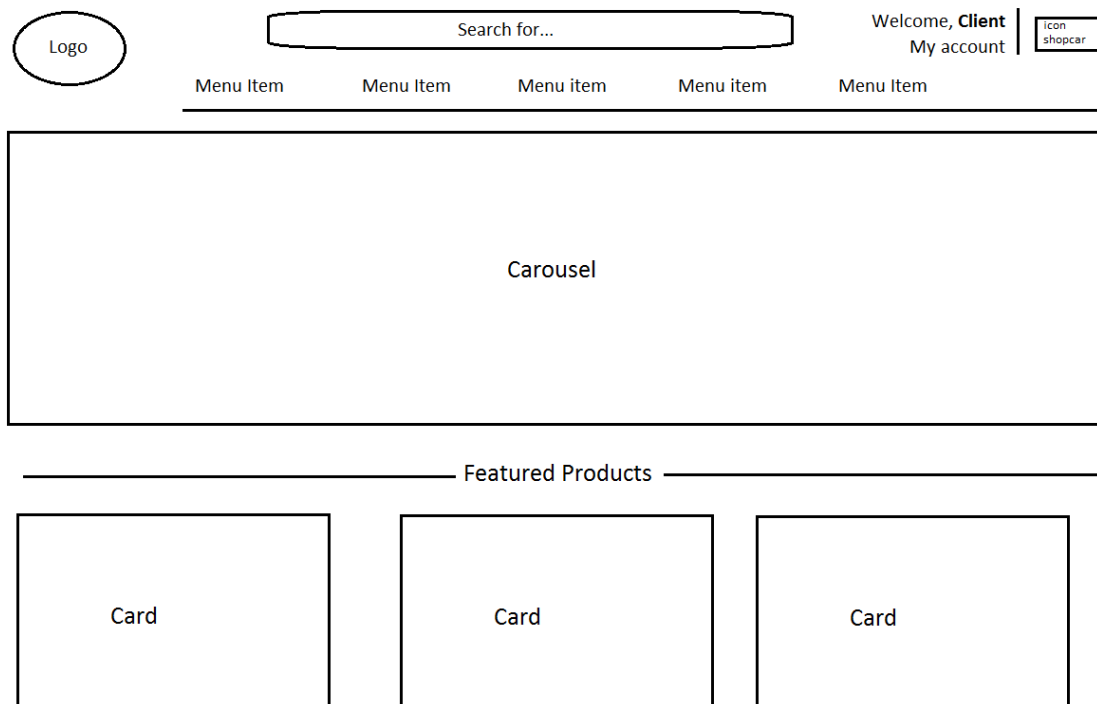 Logo
Search for...
Welcome, Client
My account
icon
shopcar
Menu Item
Menu Item
Menu item
Menu item
Menu Item
Carousel
Featured Products
Card
Card
Card